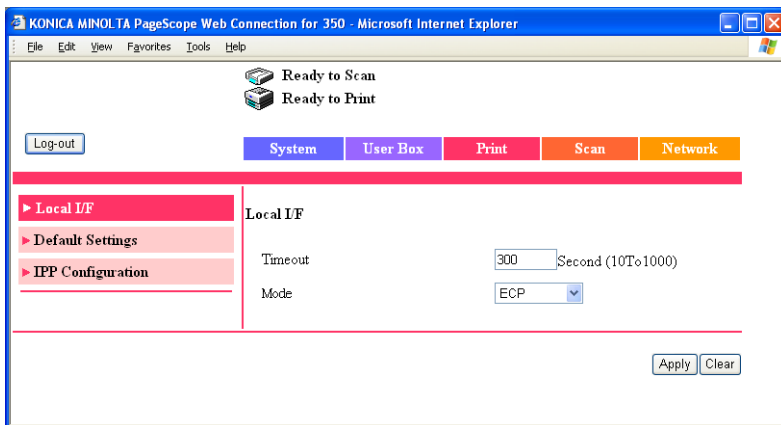 KONICA MINOLTA PageScope Web Connection for 350 - Microsoft Internet Explorer
File Edit View Favorites Tools Help
Ready to Scan
Ready to Print
Log-out
System User Box Print Scan Network
Local I/F
Default Settings
IPP Configuration
Local I/F
Timeout 300 Second (10To1000)
Mode ECP
Apply Clear